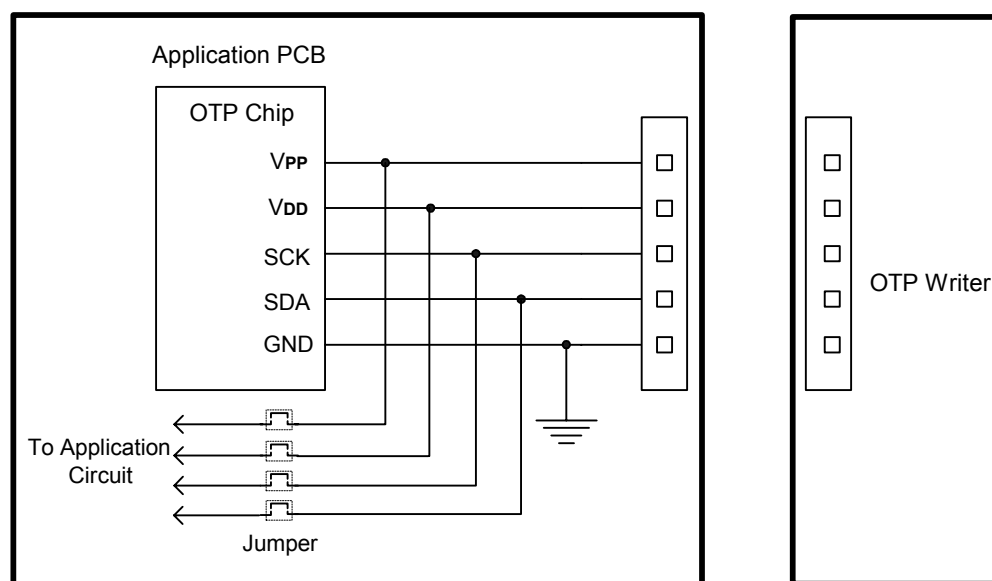 Application PCB
OTP Chip
VPP
VDD
SCK
SDA
GND
To Application
Circuit
Jumper
OTP Writer